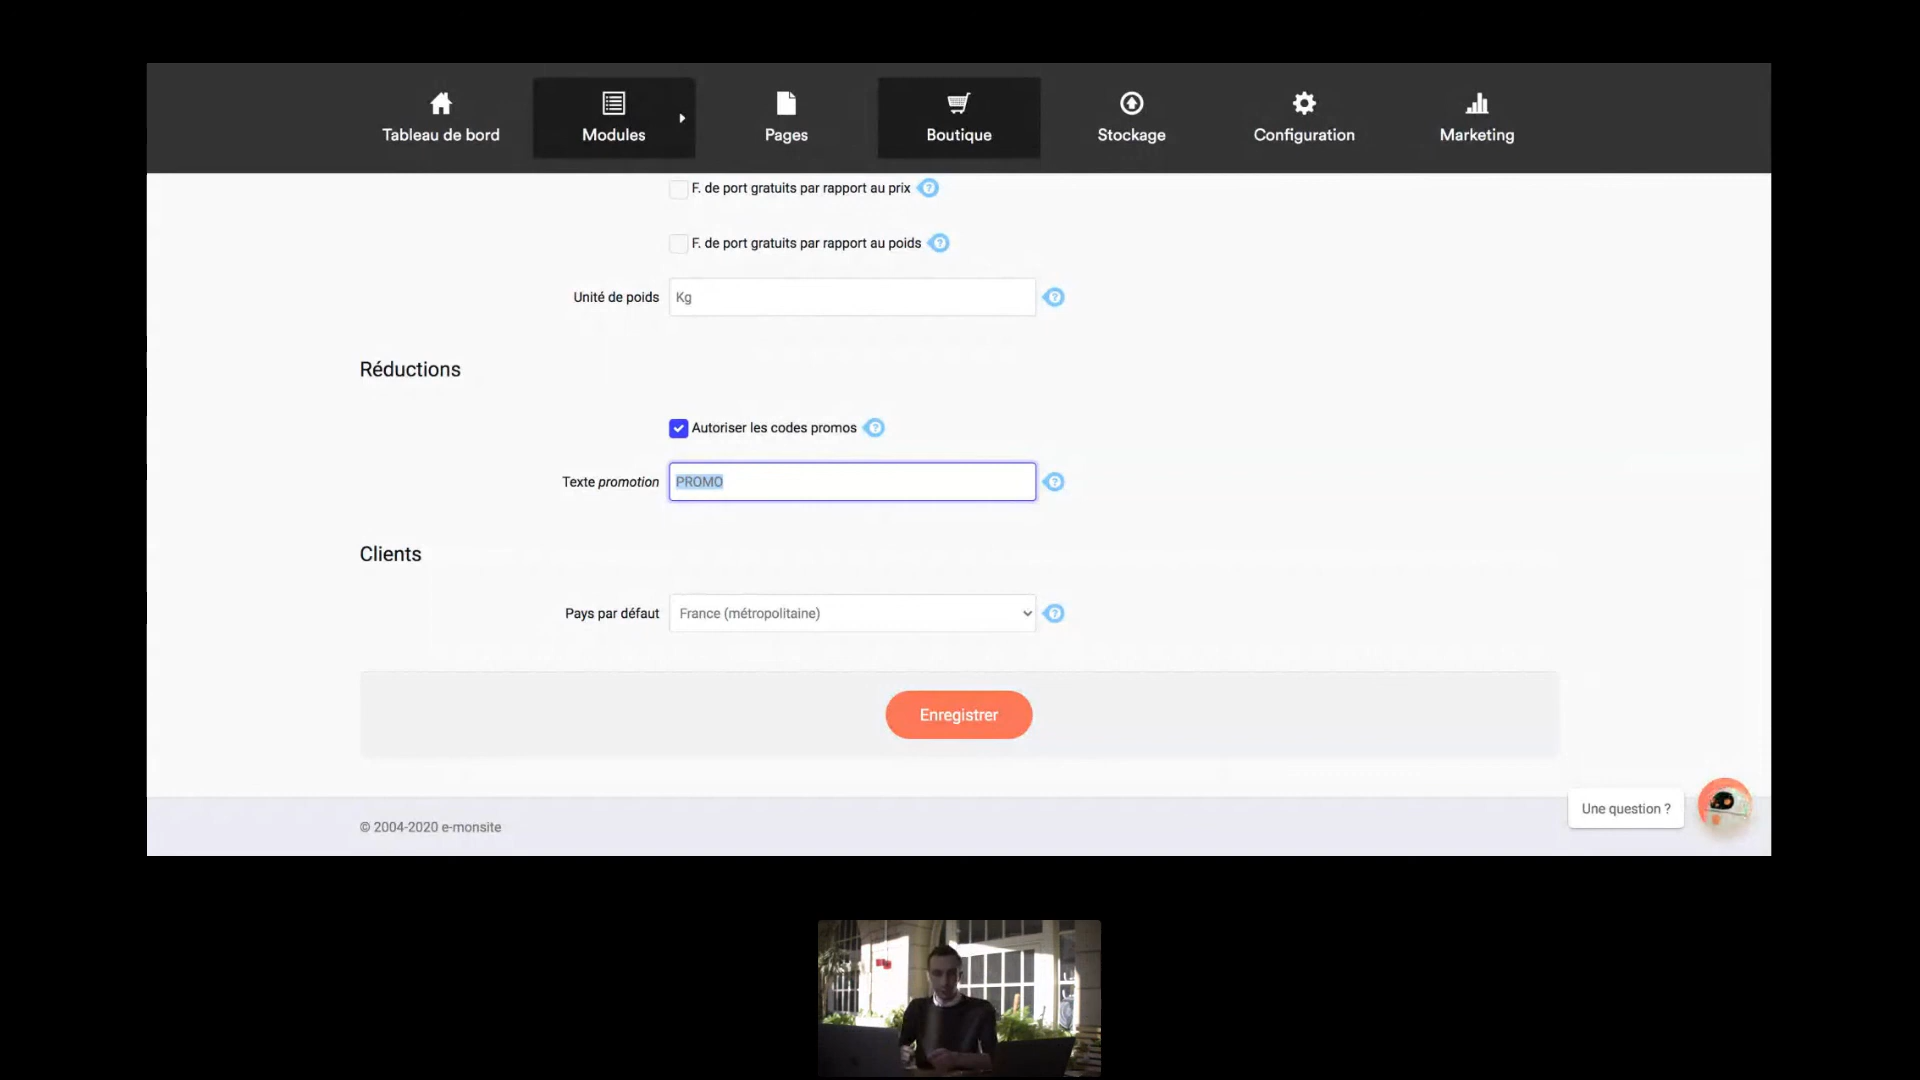 Tableau de bord
Modules
Pages
Boutique
Stockage
Configuration
Marketing
F. de port gratuits par rapport au prix ?
F. de port gratuits par rapport au poids ?
Unité de poids Kg ?
Réductions
Autoriser les codes promos ?
Texte promotion PROMO ?
Clients
Pays par défaut France (métropolitaine) ?
Enregistrer
Une question ?
© 2004-2020 e-monsite